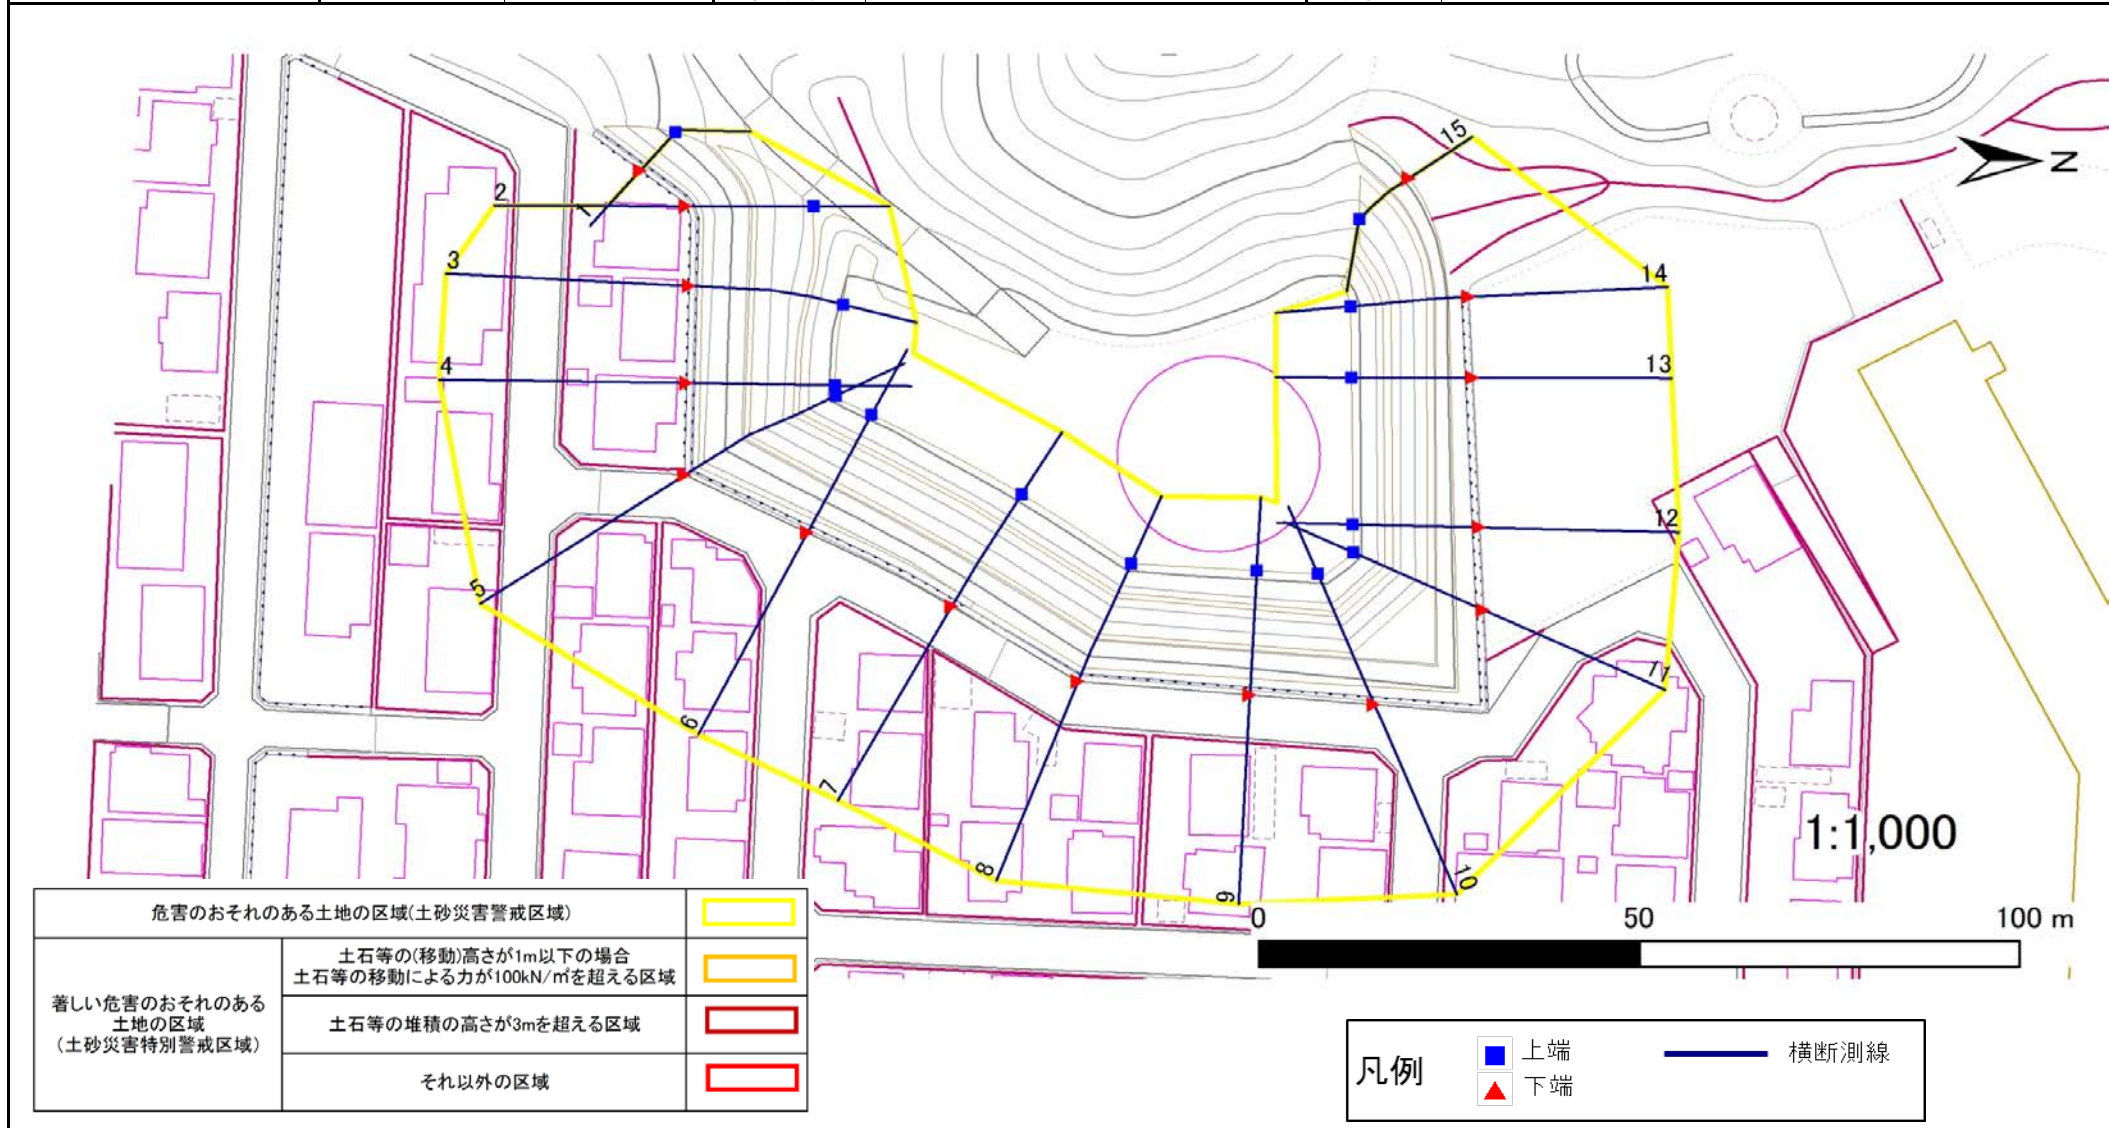 15
2
1
N
3
14
4
13
12
5
11
6
7
8
9
10
1:1,000
0 50 100 m
危害のおそれのある土地の区域(土砂災害警戒区域)
著しい危害のおそれのある
土地の区域
(土砂災害特別警戒区域)
土石等の(移動)高さが1m以下の場合
土石等の移動による力が100kN/㎡を超える区域
土石等の堆積の高さが3mを超える区域
それ以外の区域
凡例
上端
下端
横断測線